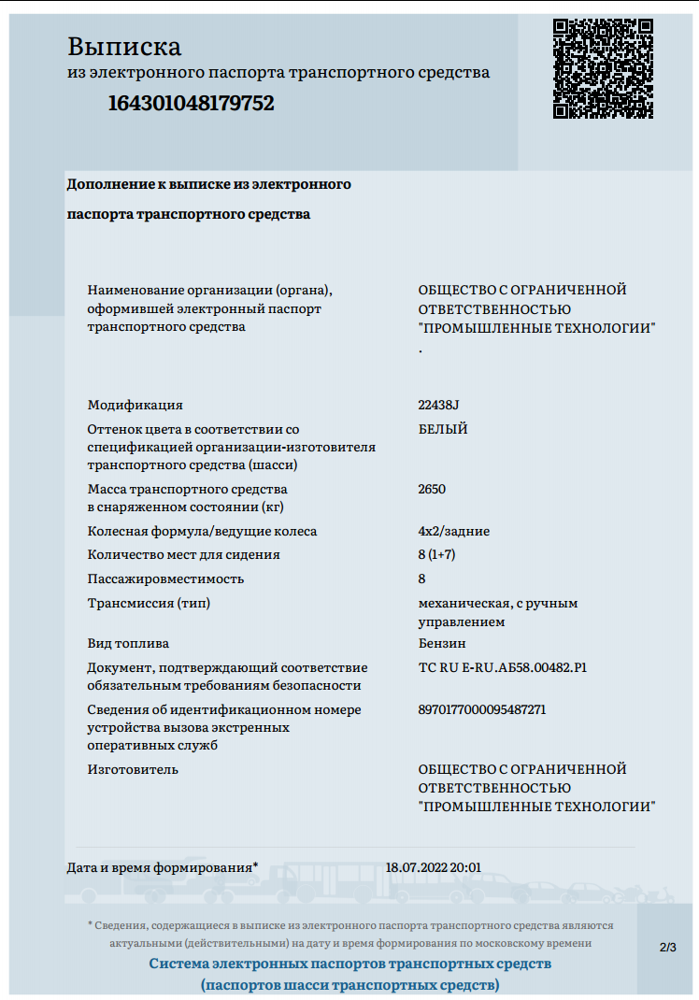 Выписка
из электронного паспорта транспортного средства
164301048179752
Дополнение к выписке из электронного
паспорта транспортного средства
Наименование организации (органа),
оформившей электронный паспорт
транспортного средства
ОБЩЕСТВО С ОГРАНИЧЕННОЙ
ОТВЕТСТВЕННОСТЬЮ
"ПРОМЫШЛЕННЫЕ ТЕХНОЛОГИИ"
.
Модификация
22438J
Оттенок цвета в соответствии со
спецификацией организации-изготовителя
транспортного средства (шасси)
БЕЛЫЙ
Масса транспортного средства
в снаряженном состоянии (кг)
2650
Колесная формула/ведущие колеса
4x2/задние
Количество мест для сидения
8 (1+7)
Пассажировместимость
8
Трансмиссия (тип)
механическая, с ручным
управлением
Вид топлива
Бензин
Документ, подтверждающий соответствие
обязательным требованиям безопасности
ТС RU Е-RU.АБ58.00482.Р1
Сведения об идентификационном номере
устройства вызова экстренных
оперативных служб
8970177000095487271
Изготовитель
ОБЩЕСТВО С ОГРАНИЧЕННОЙ
ОТВЕТСТВЕННОСТЬЮ
"ПРОМЫШЛЕННЫЕ ТЕХНОЛОГИИ"
Дата и время формирования*
18.07.2022 20:01
* Сведения, содержащиеся в выписке из электронного паспорта транспортного средства являются
актуальными (действительными) на дату и время формирования по московскому времени
2/3
Система электронных паспортов транспортных средств
(паспортов шасси транспортных средств)